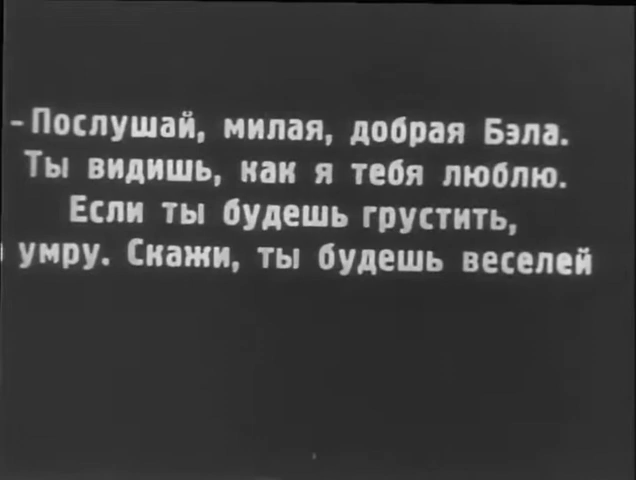 -Послушай, милая, добрая Бэла.
Ты видишь, как я тебя люблю.
Если ты будешь грустить,
умру. Скажи, ты будешь веселей